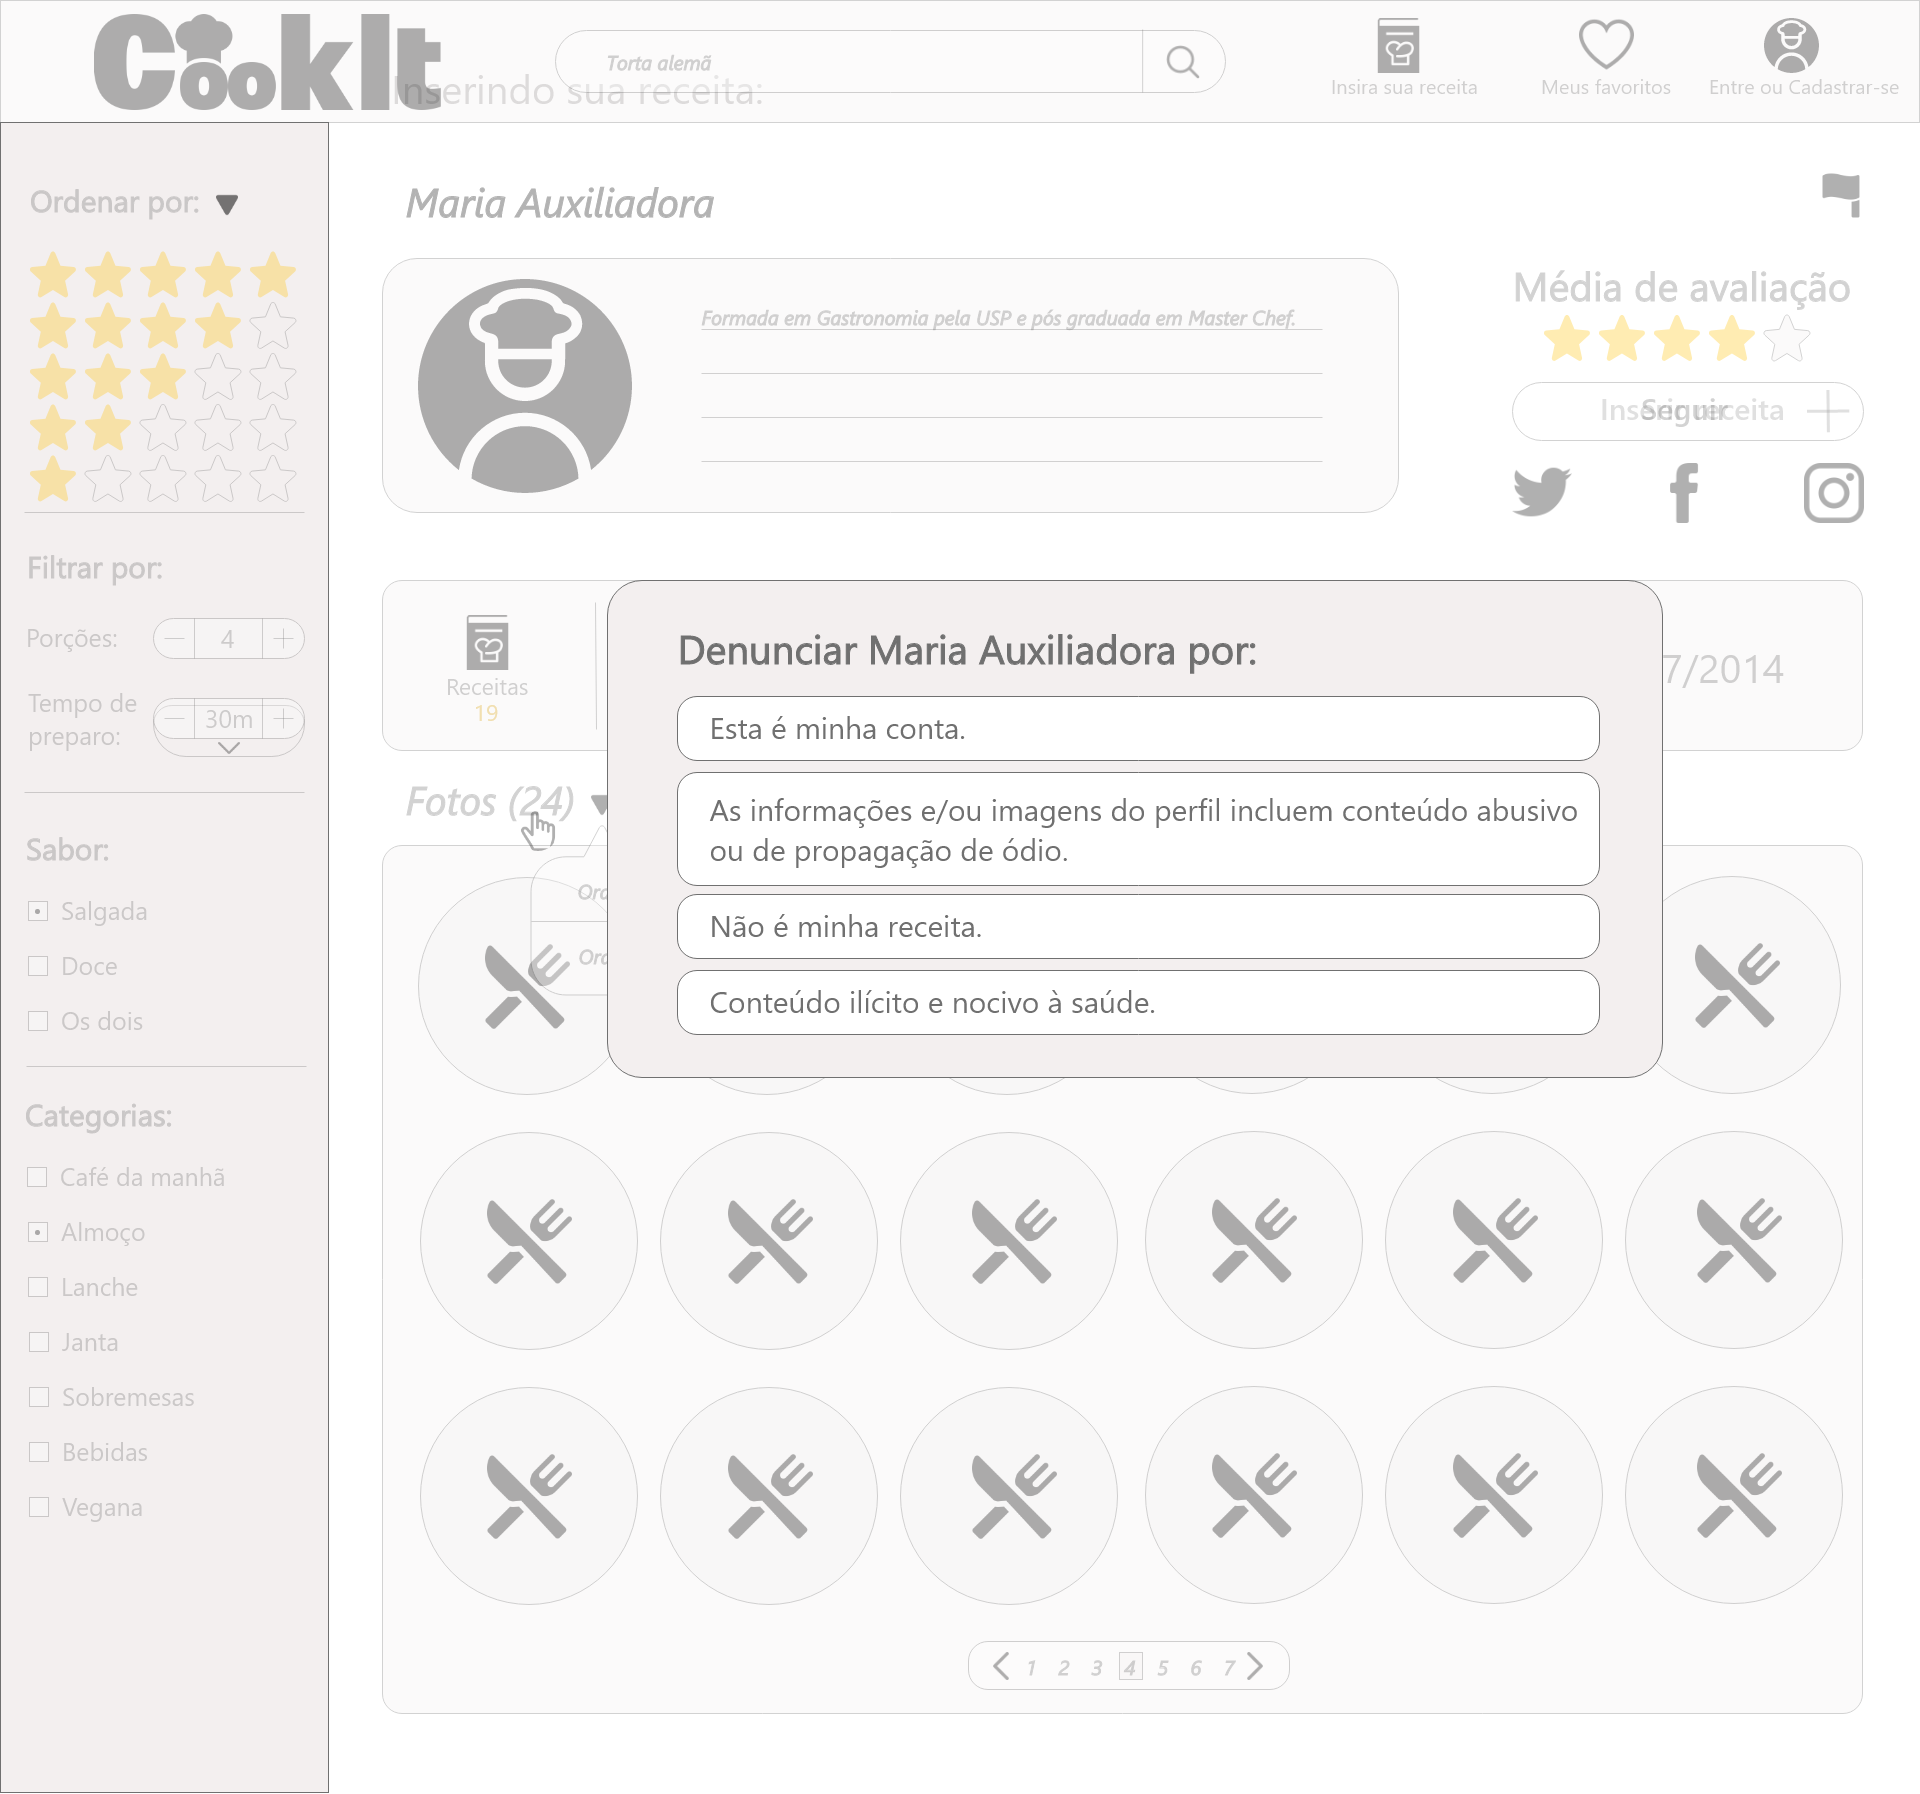 CookIt
Torta alemã
Inserindo sua receita:
Insira sua receita
Meus favoritos
Entre ou Cadastrar-se
Ordenar por:
Filtrar por:
Porções:
4
Tempo de
preparo:
30m
Sabor:
Salgada
Doce
Os dois
Categorias:
Café da manhã
Almoço
Lanche
Janta
Sobremesas
Bebidas
Vegana
Maria Auxiliadora
Formada em Gastronomia pela USP e pós graduada em Master Chef.
Média de avaliação
Inserir receita
Seguir
Receitas
19
7/2014
Fotos (24)
Denunciar Maria Auxiliadora por:
Esta é minha conta.
As informações e/ou imagens do perfil incluem conteúdo abusivo
ou de propagação de ódio.
Não é minha receita.
Conteúdo ilícito e nocivo à saúde.
1 2 3 4 5 6 7